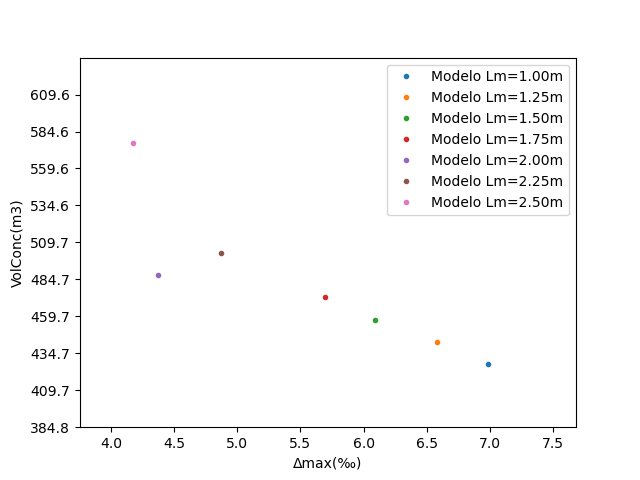 Modelo Lm=1.00m
Modelo Lm=1.25m
Modelo Lm=1.50m
Modelo Lm=1.75m
Modelo Lm=2.00m
Modelo Lm=2.25m
Modelo Lm=2.50m
609.6
584.6
559.6
534.6
509.7
484.7
459.7
434.7
409.7
384.8
VolConc(m3)
4.0 4.5 5.0 5.5 6.0 6.5 7.0 7.5
Δmax(‰)